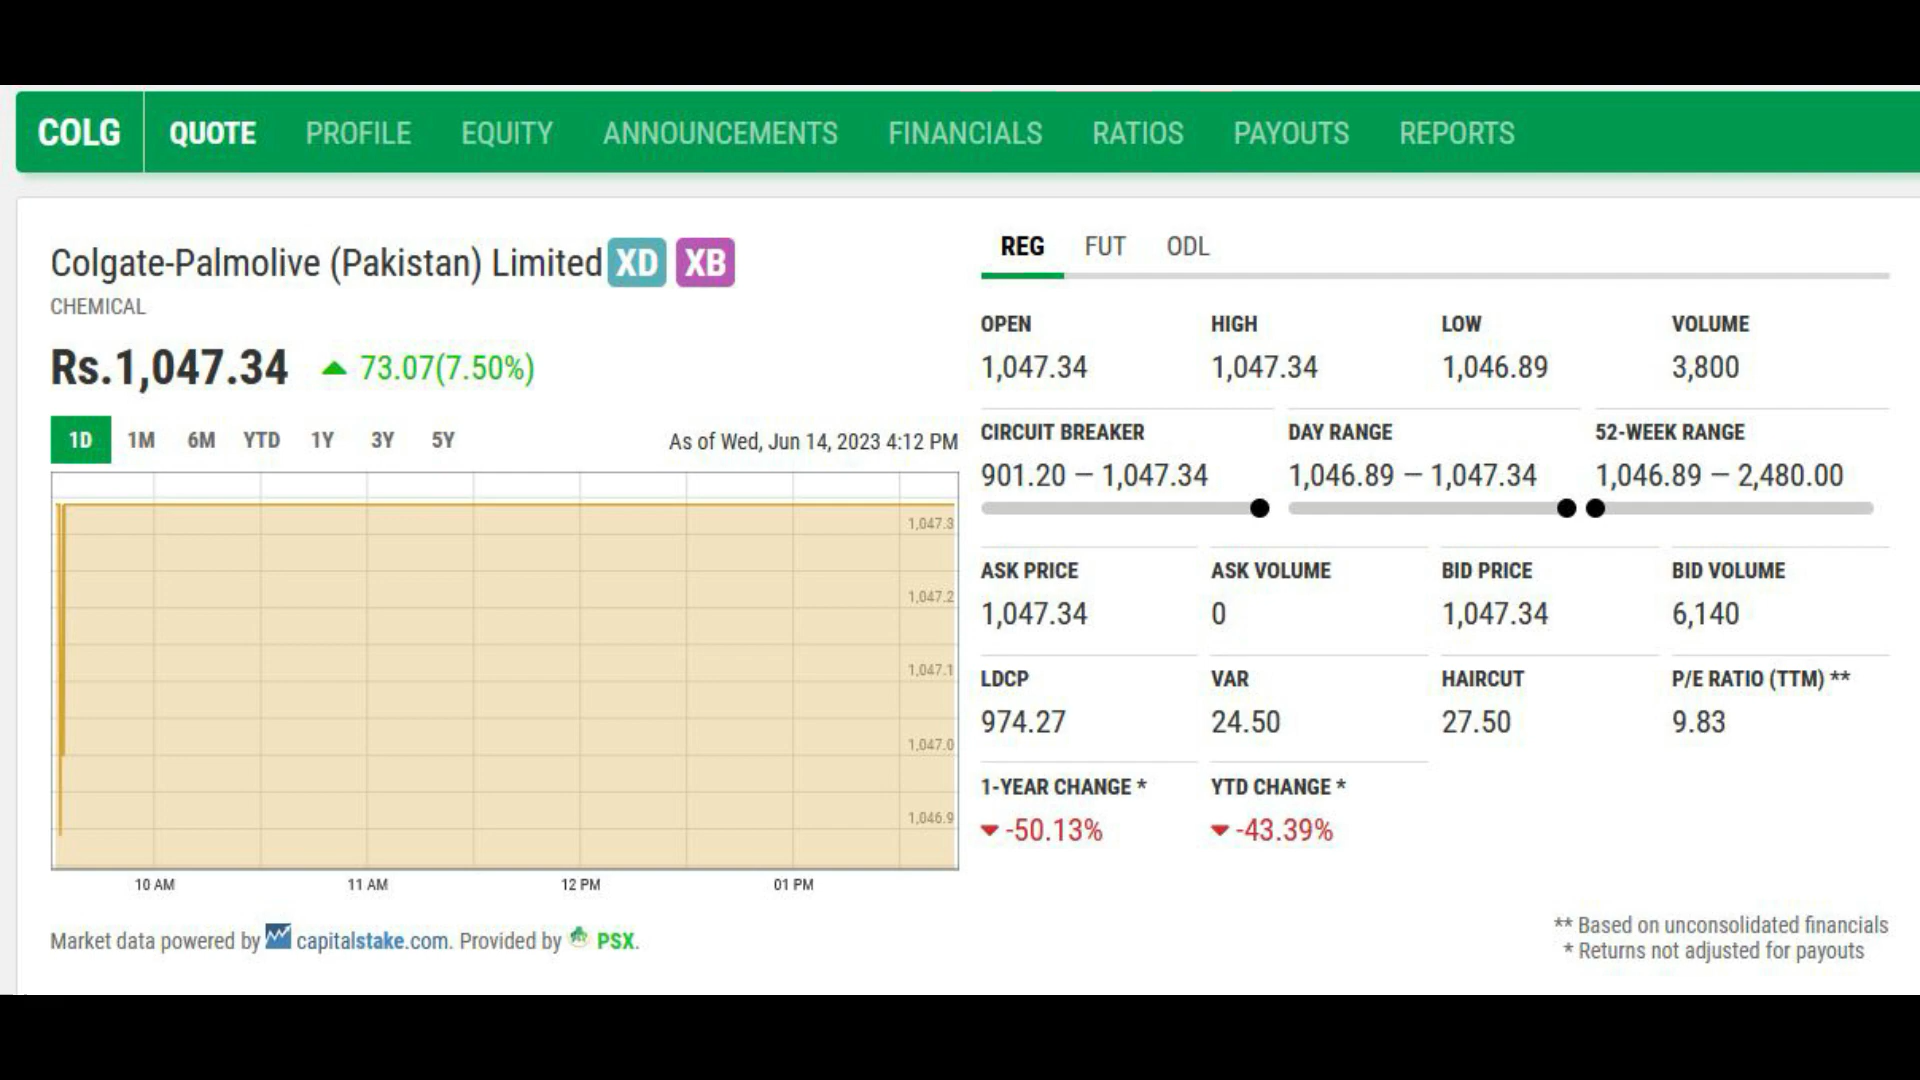 COLG QUOTE PROFILE EQUITY ANNOUNCEMENTS FINANCIALS RATIOS PAYOUTS REPORTS
Colgate-Palmolive (Pakistan) Limited XD XB
CHEMICAL
Rs.1,047.34 ▲ 73.07(7.50%)
1D 1M 6M YTD 1Y 3Y 5Y
As of Wed, Jun 14, 2023 4:12 PM
1,047.3
1,047.2
1,047.1
1,047.0
1,046.9
10 AM 11 AM 12 PM 01 PM
Market data powered by capitalstake.com. Provided by PSX.
REG FUT ODL
OPEN HIGH LOW VOLUME
1,047.34 1,047.34 1,046.89 3,800
CIRCUIT BREAKER DAY RANGE 52-WEEK RANGE
901.20 — 1,047.34 1,046.89 — 1,047.34 1,046.89 — 2,480.00
ASK PRICE ASK VOLUME BID PRICE BID VOLUME
1,047.34 0 1,047.34 6,140
LDCP VAR HAIRCUT P/E RATIO (TTM) **
974.27 24.50 27.50 9.83
1-YEAR CHANGE * YTD CHANGE *
▼ -50.13% ▼ -43.39%
** Based on unconsolidated financials
* Returns not adjusted for payouts